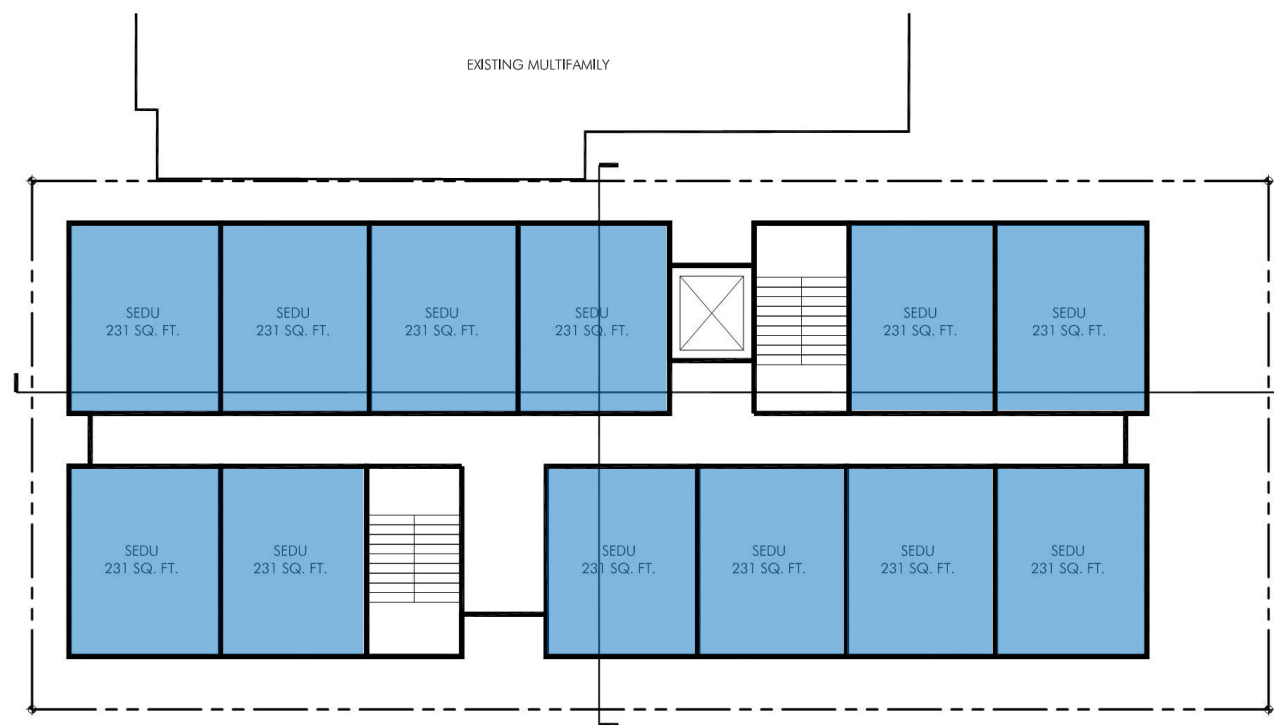 EXISTING MULTIFAMILY
SEDU
231 SQ. FT.
SEDU
231 SQ. FT.
SEDU
231 SQ. FT.
SEDU
231 SQ. FT.
SEDU
231 SQ. FT.
SEDU
231 SQ. FT.
SEDU
231 SQ. FT.
SEDU
231 SQ. FT.
SEDU
231 SQ. FT.
SEDU
231 SQ. FT.
SEDU
231 SQ. FT.
SEDU
231 SQ. FT.